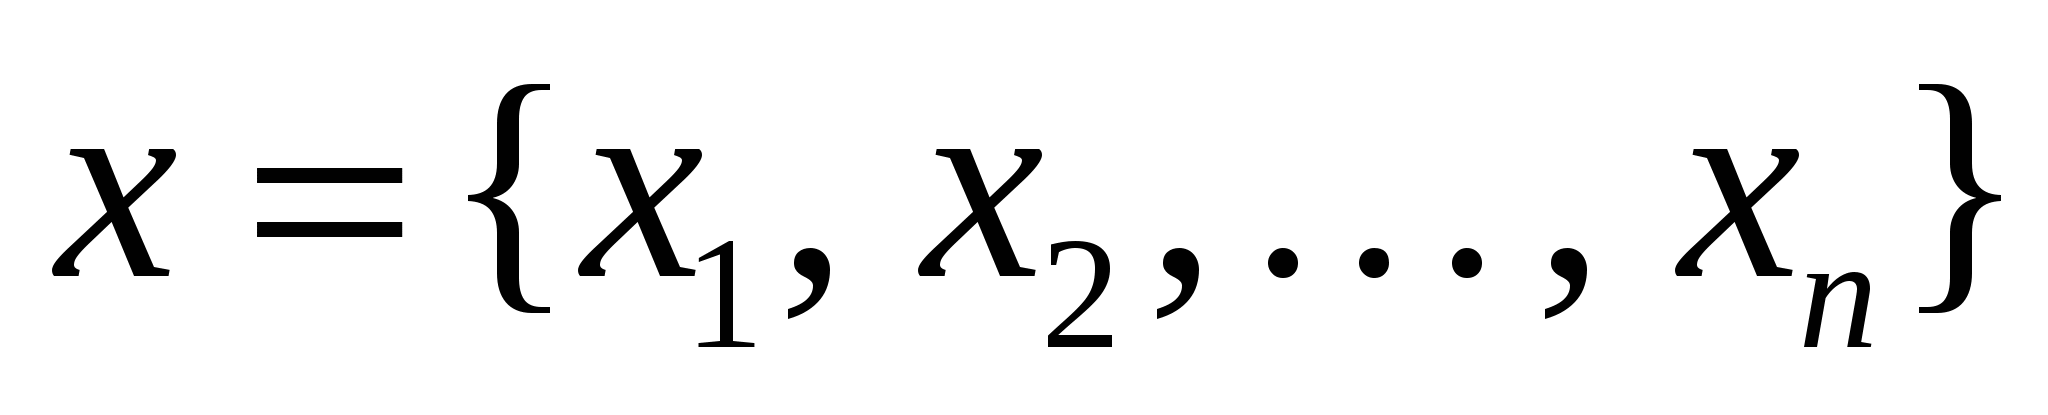 x = {x₁, x₂, . . . , xₙ}